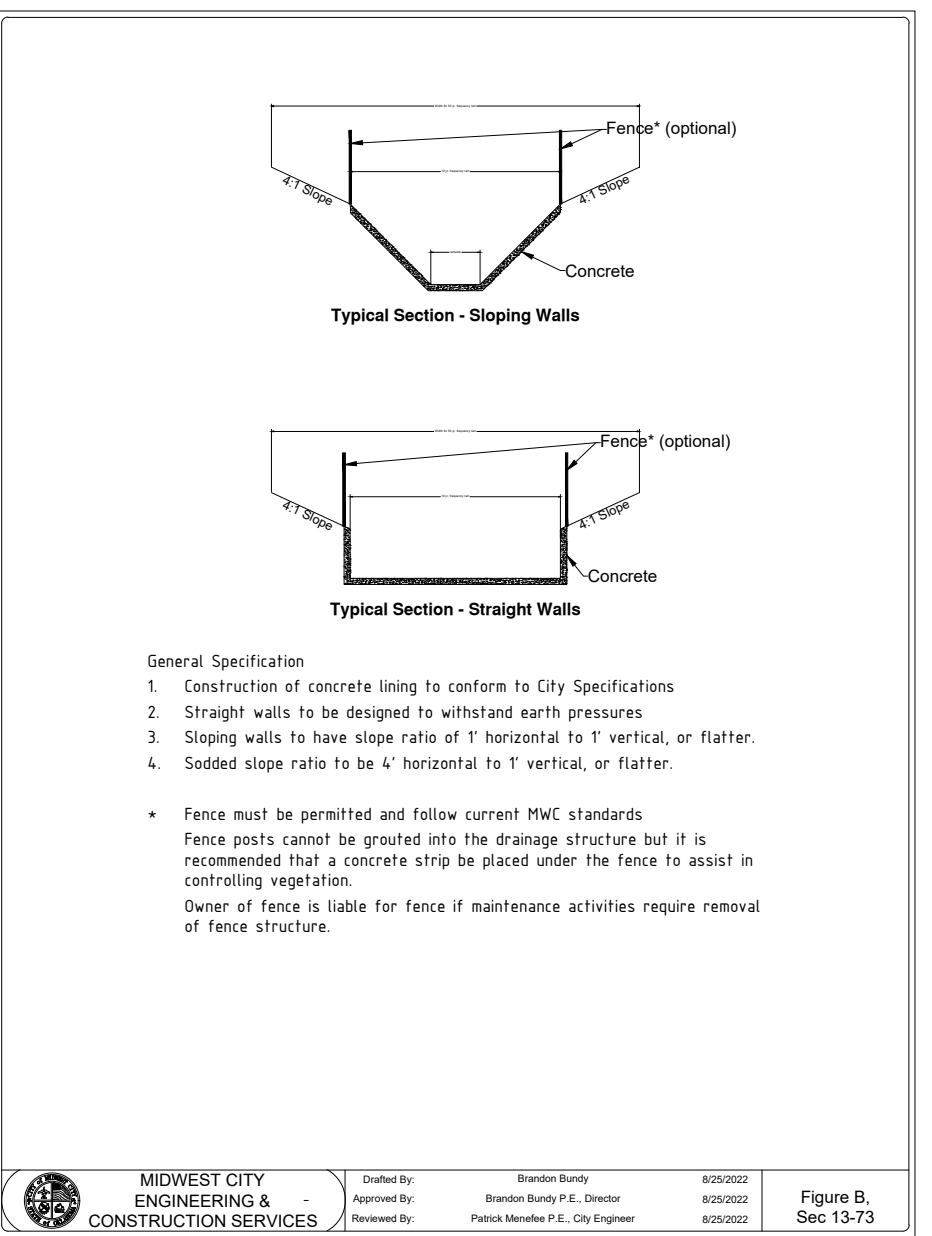 Fence* (optional)
4:1 Slope
4:1 Slope
Concrete
Typical Section - Sloping Walls
Fence* (optional)
4:1 Slope
4:1 Slope
Concrete
Typical Section - Straight Walls
General Specification
1. Construction of concrete lining to conform to City Specifications
2. Straight walls to be designed to withstand earth pressures
3. Sloping walls to have slope ratio of 1' horizontal to 1' vertical, or flatter.
4. Sodded slope ratio to be 4' horizontal to 1' vertical, or flatter.
* Fence must be permitted and follow current MWC standards
Fence posts cannot be grouted into the drainage structure but it is
recommended that a concrete strip be placed under the fence to assist in
controlling vegetation.
Owner of fence is liable for fence if maintenance activities require removal
of fence structure.
MIDWEST CITY
ENGINEERING & -
CONSTRUCTION SERVICES
Drafted By: Brandon Bundy 8/25/2022
Approved By: Brandon Bundy P.E., Director 8/25/2022
Reviewed By: Patrick Menefee P.E., City Engineer 8/25/2022
Figure B,
Sec 13-73